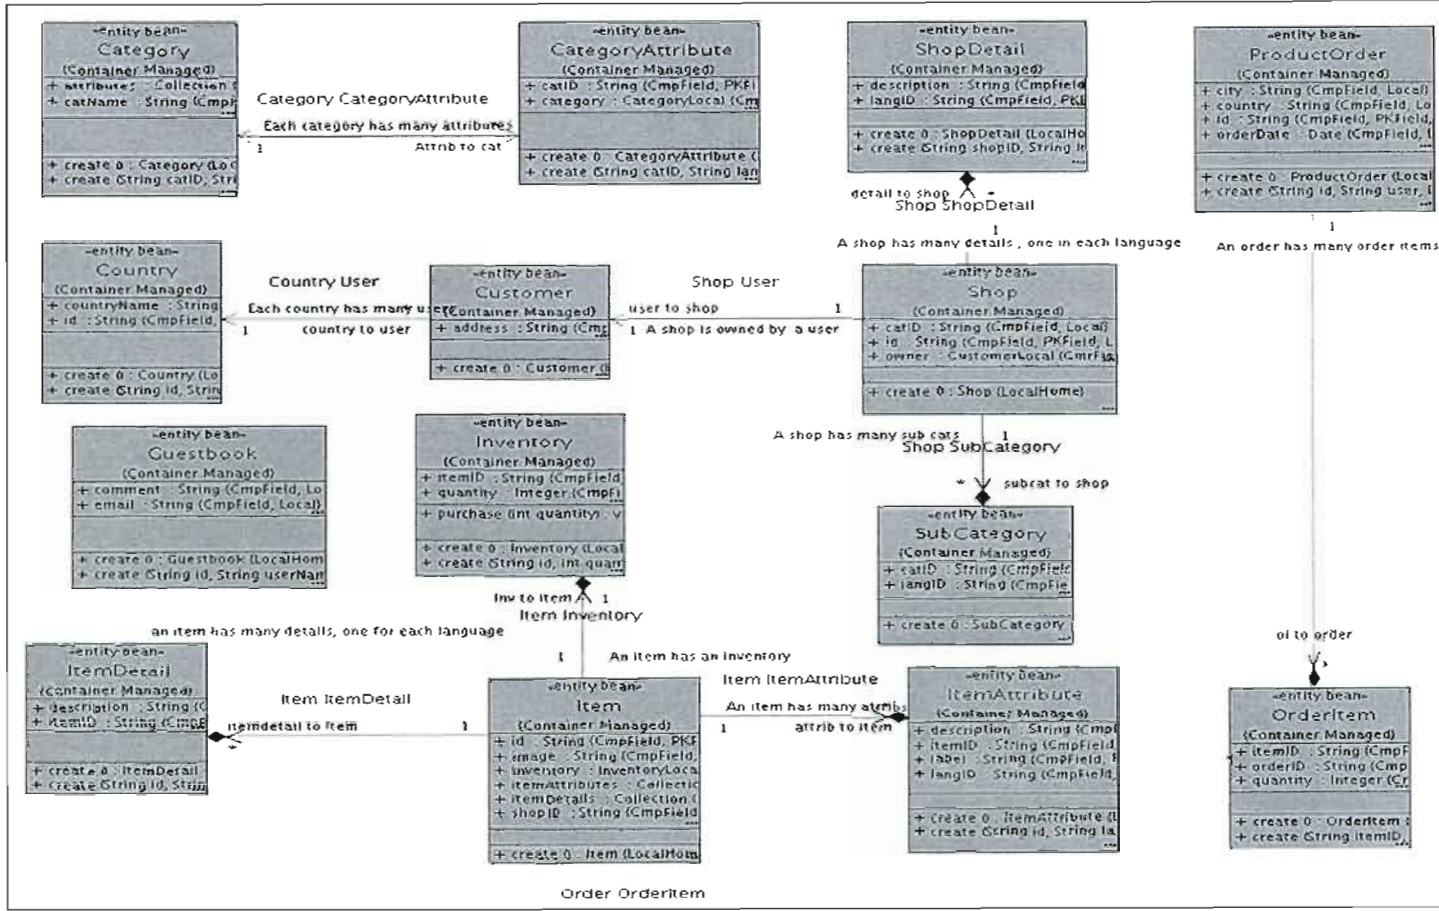 -entity bean-
Category
(Container Managed)
+ attributes : Collection
+ catName : String (Cmp
+ create () : Category (Loc
+ create (String catID, Stri
Category CategoryAttribute
Each category has many attributes
1
Attrib to cat
-entity bean-
CategoryAttribute
(Container Managed)
+ catID : String (CmpField, PKFi
+ category : CategoryLocal (Cm
+ create () : CategoryAttribute (
+ create (String catID, String lan
-entity bean-
ShopDetail
(Container Managed)
+ description : String (CmpField
+ langID : String (CmpField, PK
+ create () : ShopDetail (LocalHo
+ create (String shopID, String
detail to shop
*
Shop ShopDetail
1
A shop has many details , one in each language
-entity bean-
ProductOrder
(Container Managed)
+ city : String (CmpField, Local)
+ country : String (CmpField, Lo
+ id : String (CmpField, PKField,
+ orderDate : Date (CmpField,
+ create () : ProductOrder (Local
+ create (String id, String user,
1
An order has many order items
-entity bean-
Country
(Container Managed)
+ countryName : String
+ id : String (CmpField,
+ create () : Country (Lo
+ create (String id, Strin
Country User
Each country has many
1
country to user
-entity bean-
Customer
(Container Managed)
+ address : String (Cm
+ create () : Customer (
Shop User
user to shop
1
1
A shop is owned by a user
-entity bean-
Shop
(Container Managed)
+ catID : String (CmpField, Local)
+ id : String (CmpField, PKField, L
+ owner : CustomerLocal (CmrFi
+ create () : Shop (LocalHome)
A shop has many sub cats
1
Shop SubCategory
*
subcat to shop
-entity bean-
Guestbook
(Container Managed)
+ comment : String (CmpField, Lo
+ email : String (CmpField, Local)
+ create () : Guestbook (LocalHom
+ create (String id, String userNam
-entity bean-
Inventory
(Container Managed)
+ itemID : String (CmpField
+ quantity : Integer (CmpFi
+ purchase (int quantity) : v
+ create () : Inventory (Local
+ create (String id, int quan
Inv to item
1
Item Inventory
1
An item has an inventory
-entity bean-
SubCategory
(Container Managed)
+ catID : String (CmpField
+ langID : String (CmpFie
+ create () : SubCategory
an item has many details, one for each language
-entity bean-
ItemDetail
(Container Managed)
+ description : String (C
+ itemID : String (Cmp
+ create () : ItemDetail
+ create (String id, Strin
Item ItemDetail
itemdetail to Item
1
*
-entity bean-
Item
(Container Managed)
+ id : String (CmpField, PKF
+ image : String (CmpField,
+ inventory : InventoryLoca
+ itemAttributes : Collectic
+ itemDetails : Collection (
+ shopID : String (CmpField
+ create () : Item (LocalHom
Item ItemAttribute
An item has many attribs
1
attrib to item
-entity bean-
ItemAttribute
(Container Managed)
+ description : String (Cmp
+ itemID : String (CmpField,
+ label : String (CmpField,
+ langID : String (CmpField,
+ create () : ItemAttribute (
+ create (String id, String la
oi to order
*
-entity bean-
OrderItem
(Container Managed)
+ itemID : String (CmpF
+ orderID : String (Cmp
+ quantity : Integer (C
+ create () : OrderItem
+ create (String itemID,
Order OrderItem